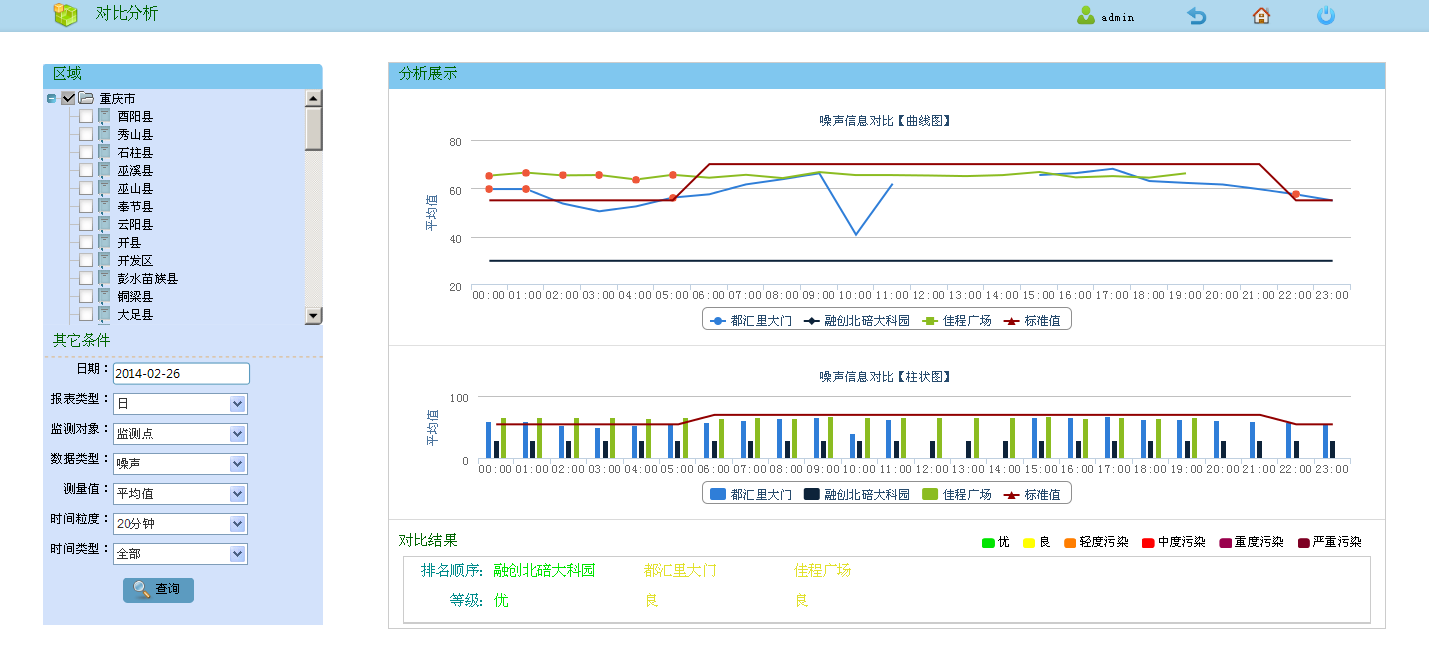 对比分析
admin
区域
重庆市
酉阳县
秀山县
石柱县
巫溪县
巫山县
奉节县
云阳县
开县
开发区
彭水苗族县
铜梁县
大足县
其它条件
日期：2014-02-26
报表类型：日
监测对象：监测点
数据类型：噪声
测量值：平均值
时间粒度：20分钟
时间类型：全部
查询
分析展示
噪声信息对比【曲线图】
平均值
80
60
40
20
00:00 01:00 02:00 03:00 04:00 05:00 06:00 07:00 08:00 09:00 10:00 11:00 12:00 13:00 14:00 15:00 16:00 17:00 18:00 19:00 20:00 21:00 22:00 23:00
都汇里大门 融创北碚大科园 佳程广场 标准值
噪声信息对比【柱状图】
平均值
100
0
00:00 01:00 02:00 03:00 04:00 05:00 06:00 07:00 08:00 09:00 10:00 11:00 12:00 13:00 14:00 15:00 16:00 17:00 18:00 19:00 20:00 21:00 22:00 23:00
都汇里大门 融创北碚大科园 佳程广场 标准值
对比结果
优 良 轻度污染 中度污染 重度污染 严重污染
排名顺序: 融创北碚大科园 都汇里大门 佳程广场
等级: 优 良 良